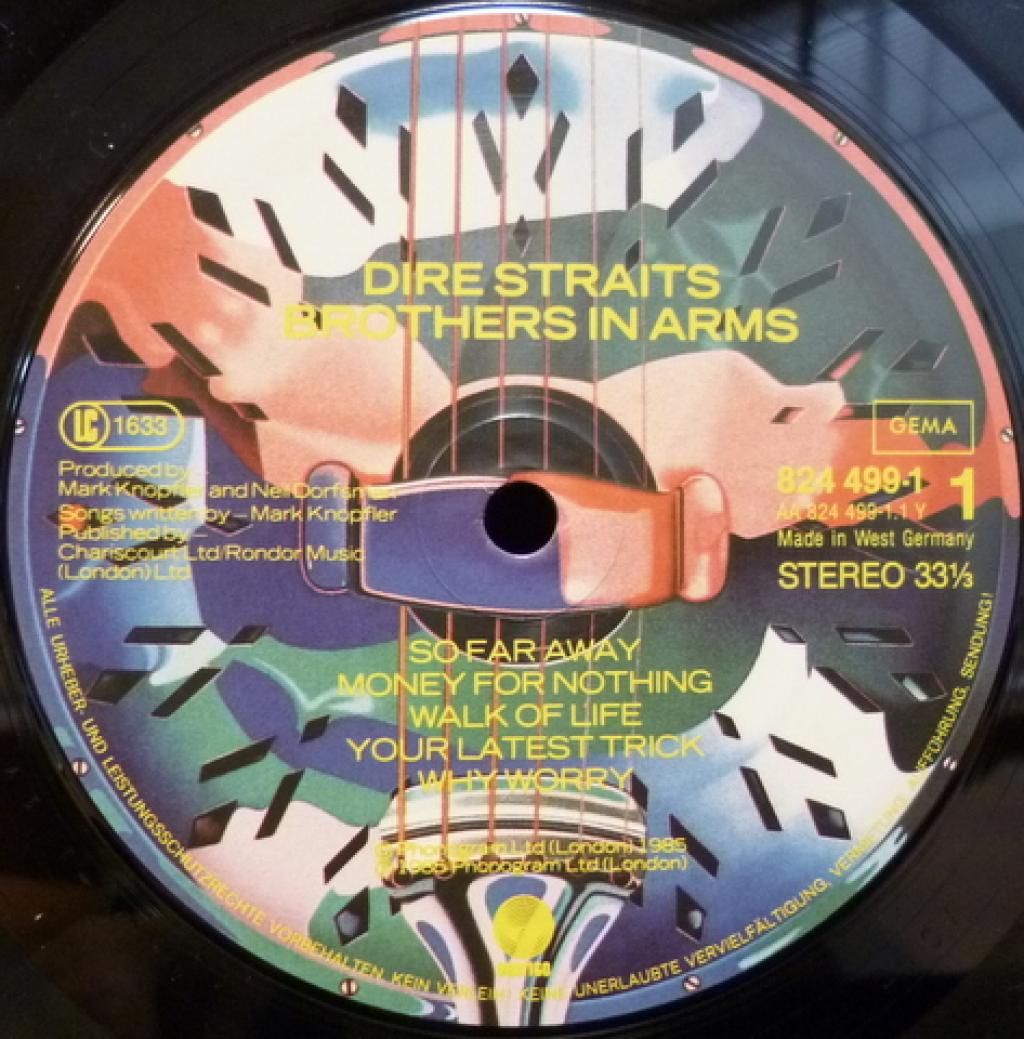 DIRE STRAITS
BROTHERS IN ARMS
LC 1633
Produced by –
Mark Knopfler and Neil Dorfsman
Songs written by – Mark Knopfler
Published by –
Chariscourt Ltd/Rondor Music
(London) Ltd
GEMA
824 499-1 1
AA 824 499-1.1 Y
Made in West Germany
STEREO 33⅓
SO FAR AWAY
MONEY FOR NOTHING
WALK OF LIFE
YOUR LATEST TRICK
WHY WORRY
℗ Phonogram Ltd (London) 1985
© 1985 Phonogram Ltd (London)
VERTIGO
ALLE URHEBER- UND LEISTUNGSSCHUTZRECHTE VORBEHALTEN. KEIN VERLEIH! KEINE UNERLAUBTE VERVIELFÄLTIGUNG, VERMIETUNG, AUFFÜHRUNG, SENDUNG!